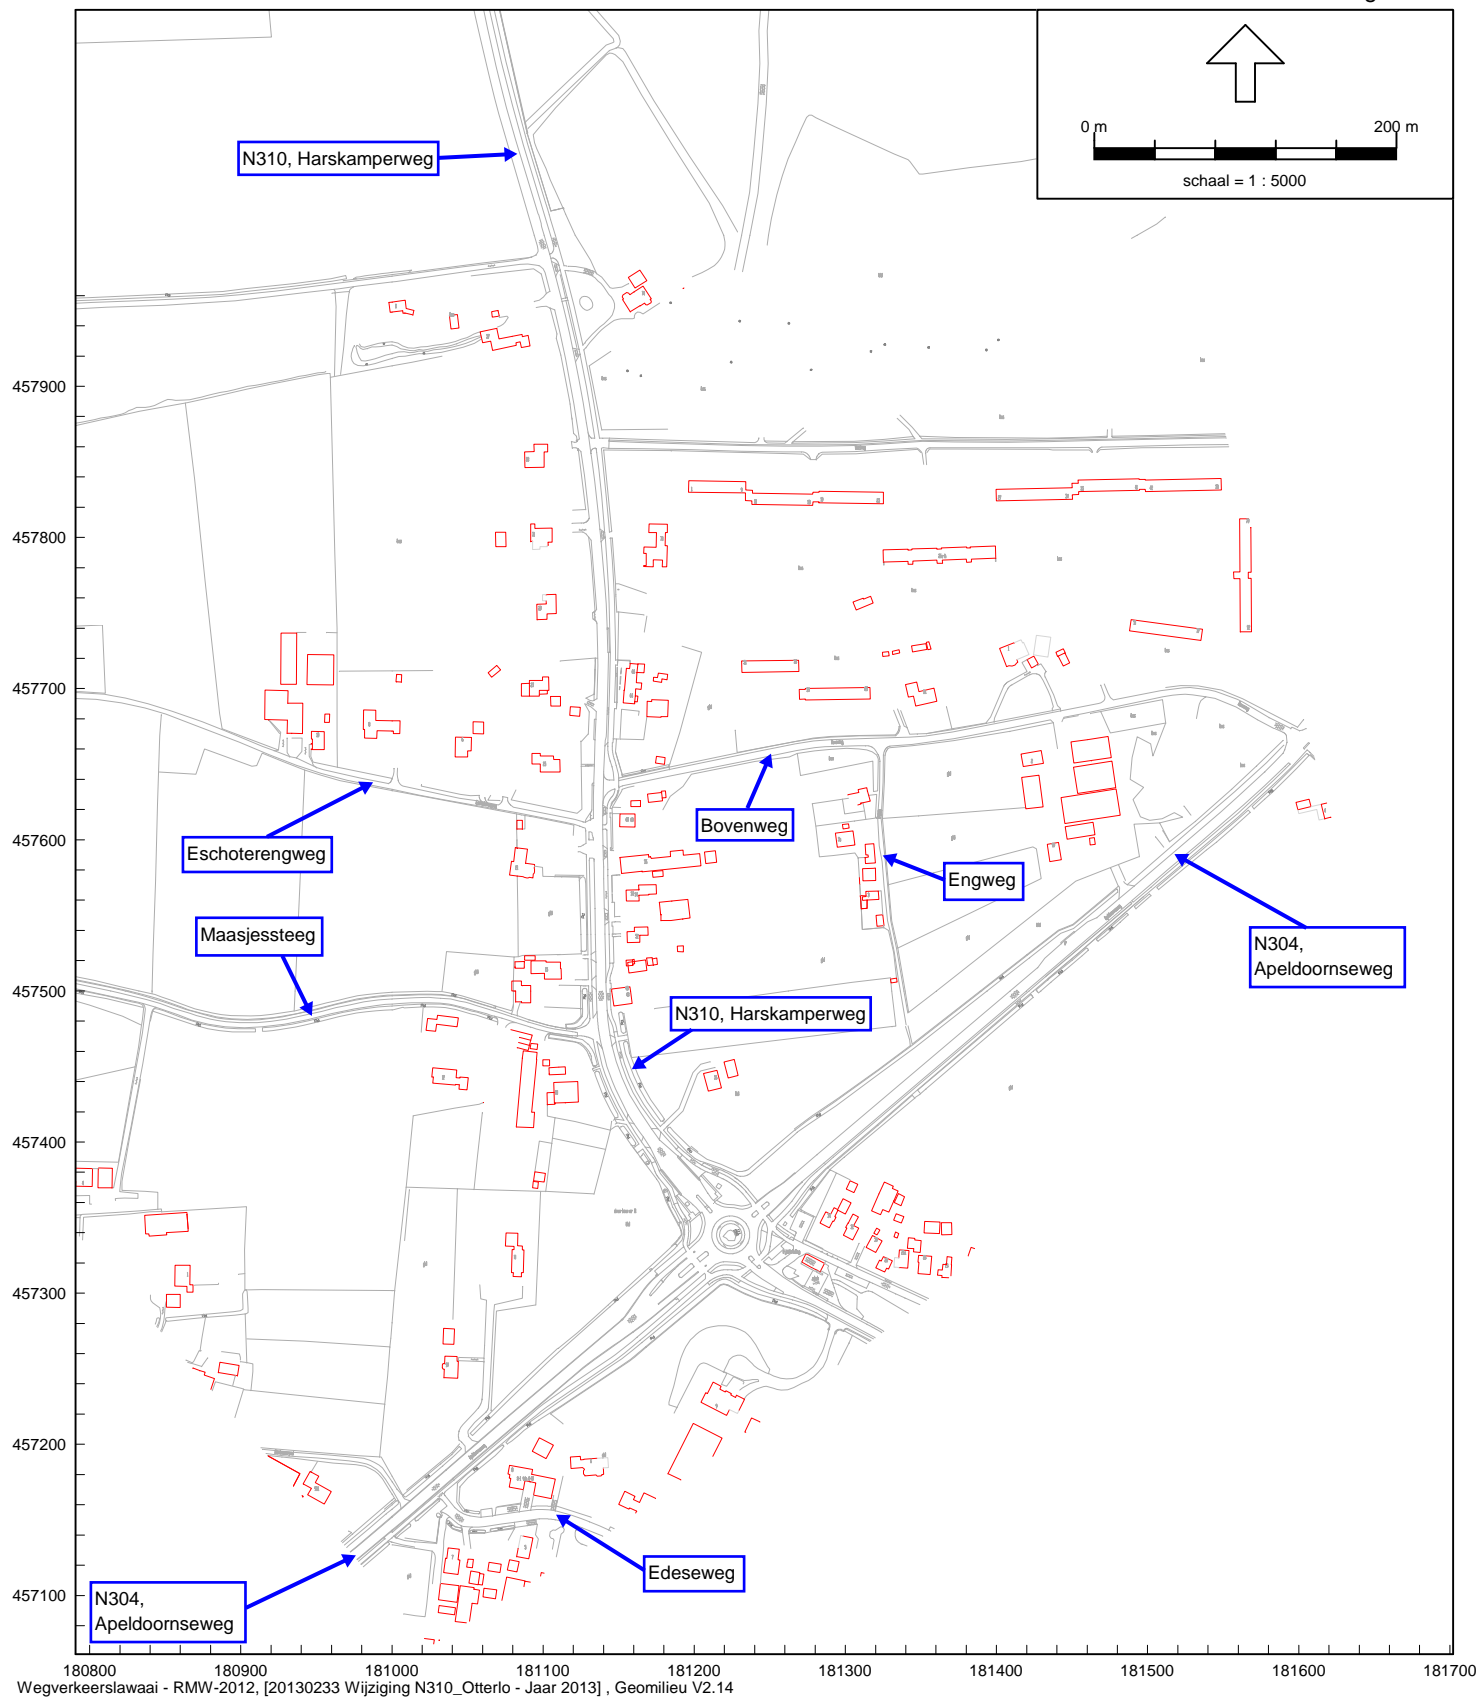 0 m
200 m
schaal = 1 : 5000
N310, Harskamperweg
457900
457800
457700
457600
457500
457400
457300
457200
457100
Bovenweg
Eschoterengweg
Engweg
Maasjessteeg
N304,
Apeldoornseweg
N310, Harskamperweg
Edeseweg
N304,
Apeldoornseweg
180800
180900
181000
181100
181200
181300
181400
181500
181600
181700
Wegverkeerslawaai - RMW-2012, [20130233 Wijziging N310_Otterlo - Jaar 2013] , Geomilieu V2.14